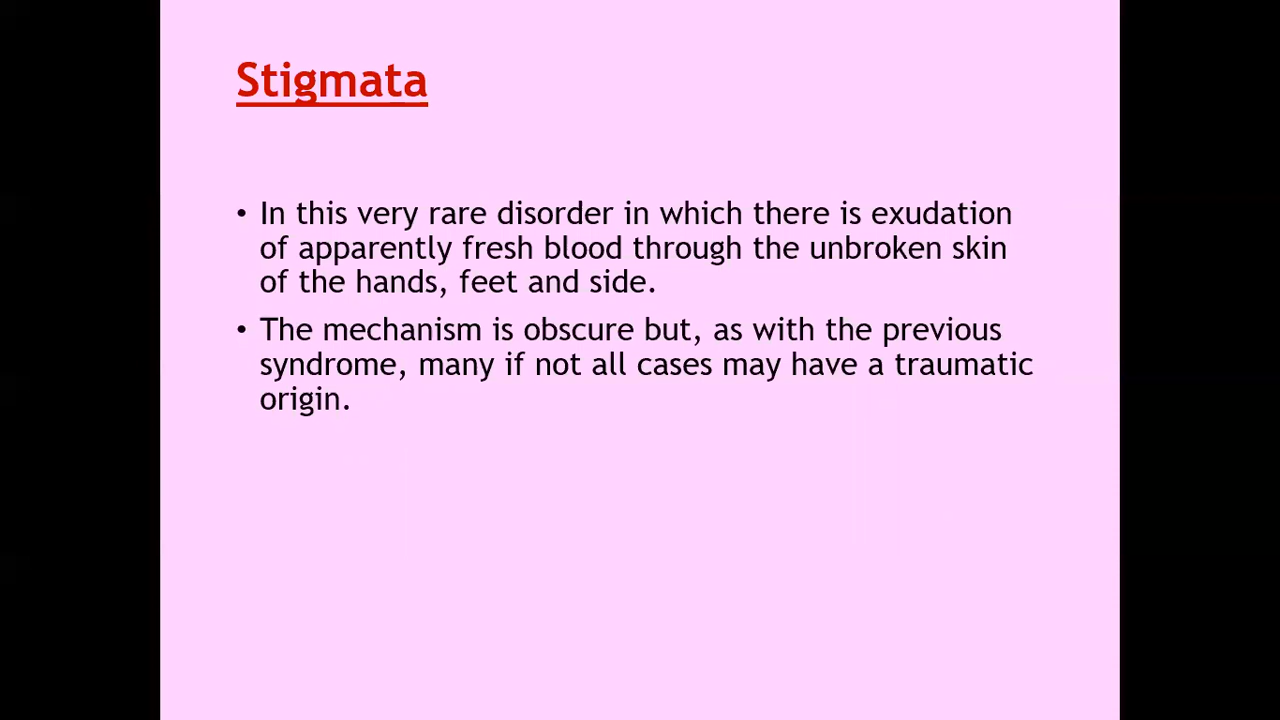 Stigmata
• In this very rare disorder in which there is exudation
of apparently fresh blood through the unbroken skin
of the hands, feet and side.
• The mechanism is obscure but, as with the previous
syndrome, many if not all cases may have a traumatic
origin.